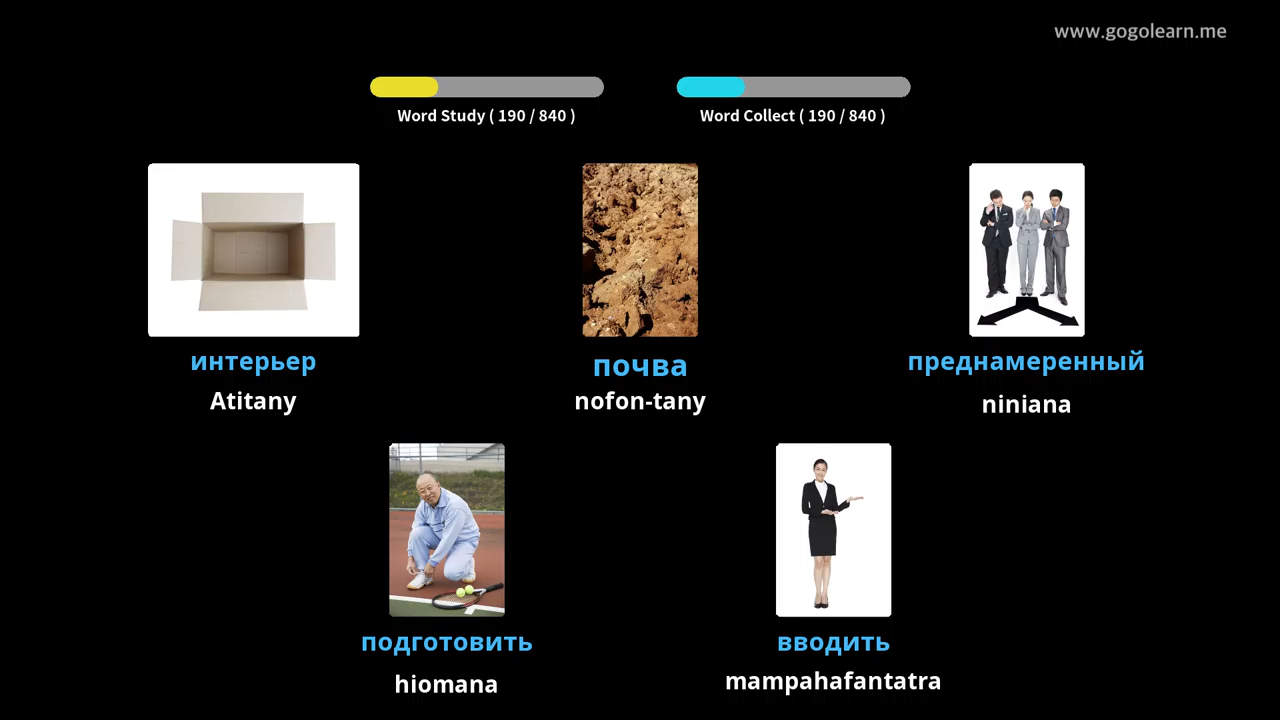 www.gogolearn.me
Word Study ( 190 / 840 )
Word Collect ( 190 / 840 )
интерьер
Atitany
почва
nofon-tany
преднамеренный
niniana
подготовить
hiomana
вводить
mampahafantatra